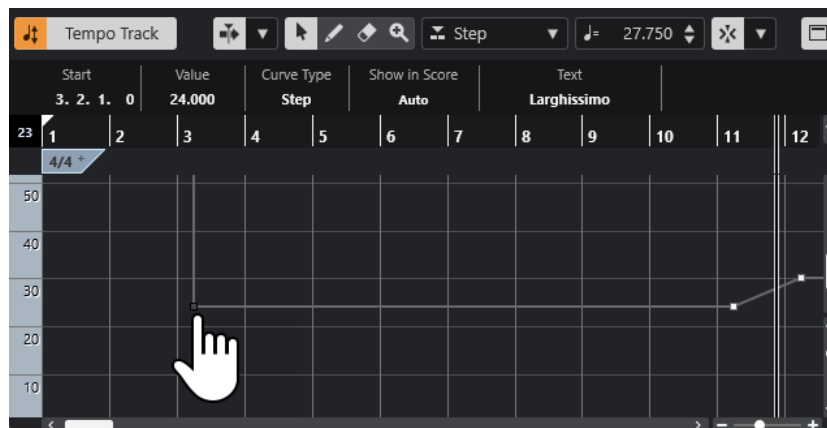 Tempo Track Step 27.750
Start Value Curve Type Show in Score Text
3. 2. 1. 0 24.000 Step Auto Larghissimo
23 1 2 3 4 5 6 7 8 9 10 11 12
4/4 +
50
40
30
20
10